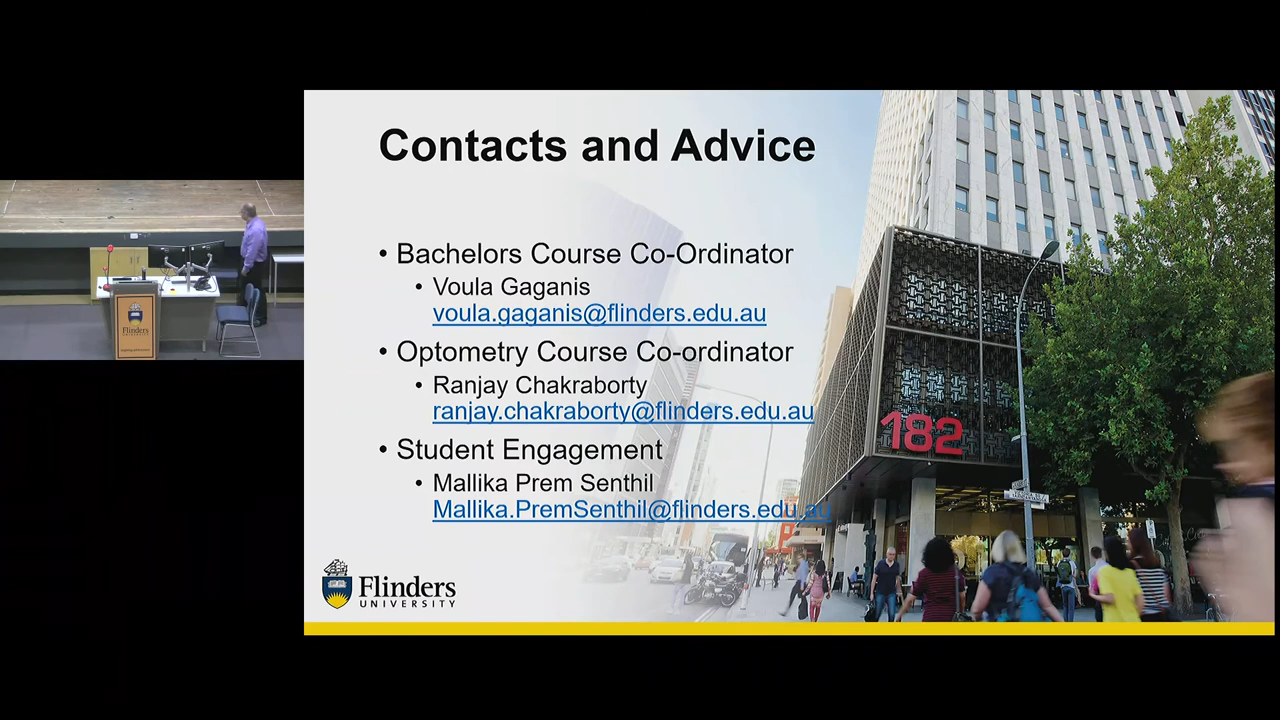 Contacts and Advice
• Bachelors Course Co-Ordinator
• Voula Gaganis
voula.gaganis@flinders.edu.au
• Optometry Course Co-ordinator
• Ranjay Chakraborty
ranjay.chakraborty@flinders.edu.au
• Student Engagement
• Mallika Prem Senthil
Mallika.PremSenthil@flinders.edu.au
182
Flinders
UNIVERSITY
Flinders